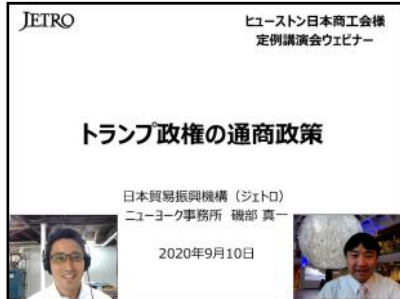 JETRO
ヒューストン日本商工会様
定例講演会ウェビナー
トランプ政権の通商政策
日本貿易振興機構（ジェトロ）
ニューヨーク事務所 磯部 真一
2020年9月10日